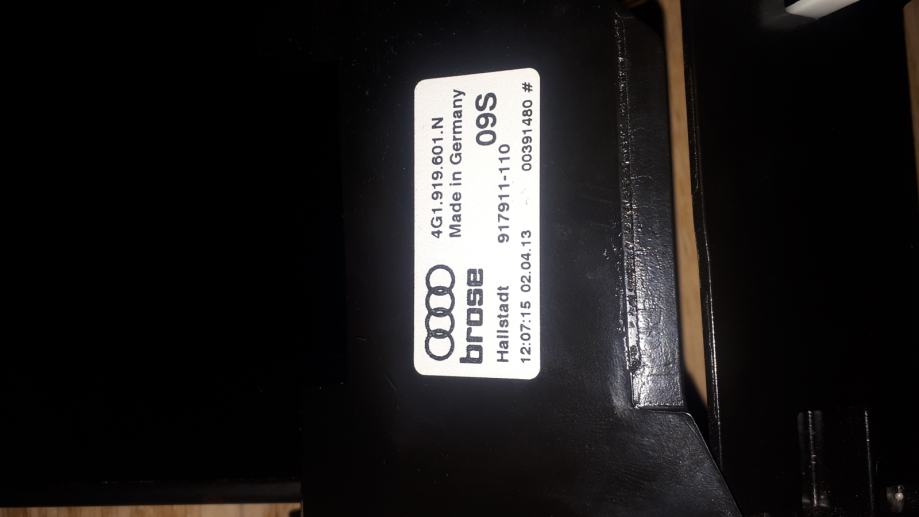 4G1.919.601.N
Made in Germany
brose
09S
Hallstadt 917911-110
12:07:15 02.04.13 00391480 #